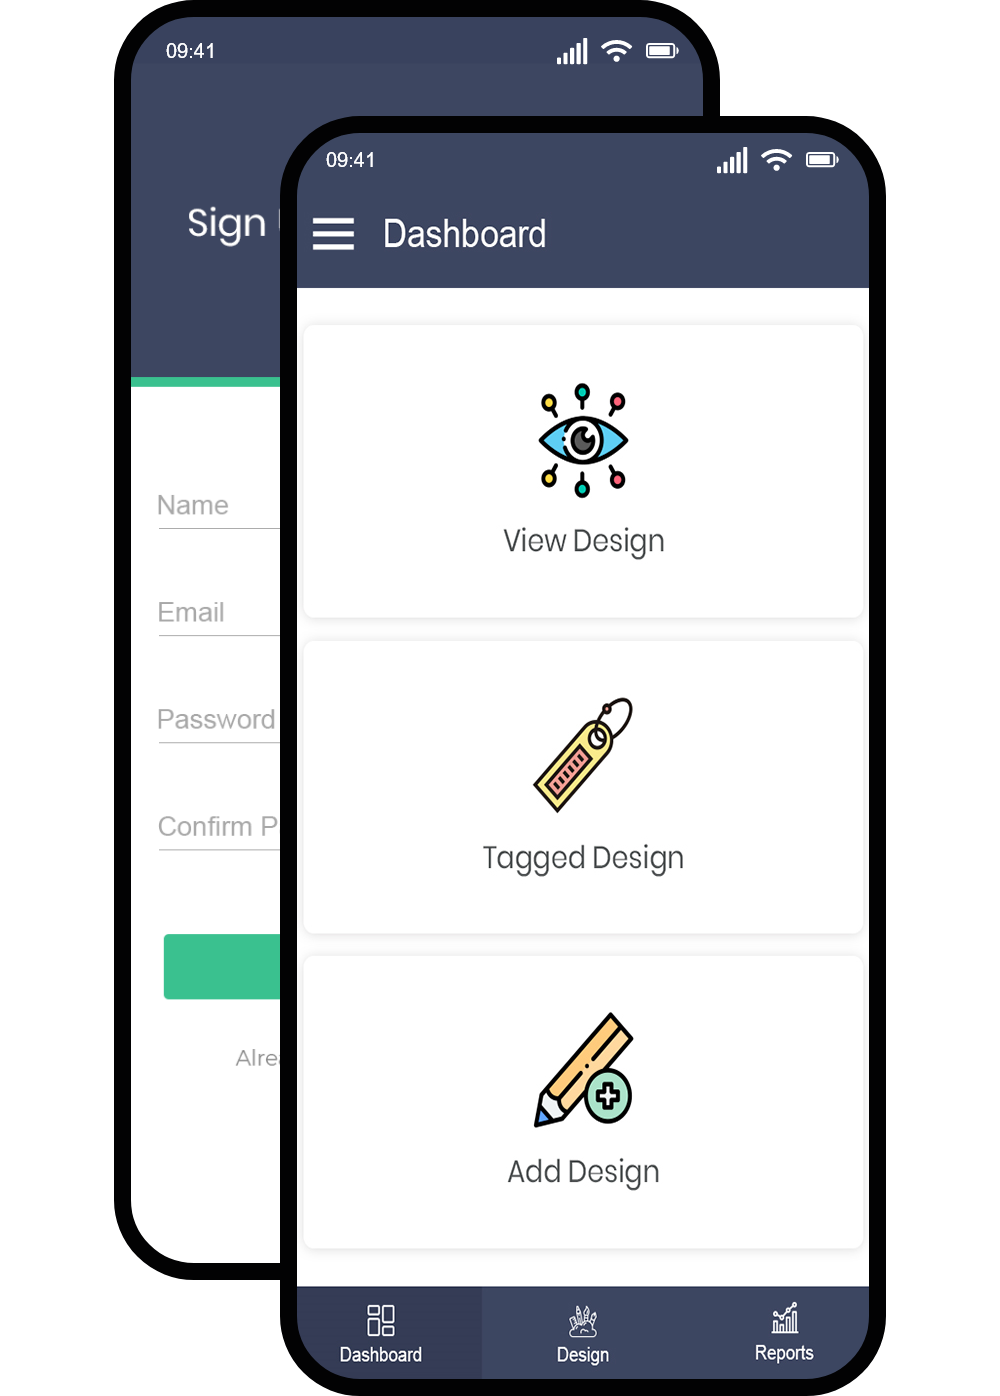 09:41
Sign
Name
Email
Password
Confirm P
Alre
09:41
Dashboard
View Design
Tagged Design
Add Design
Dashboard
Design
Reports